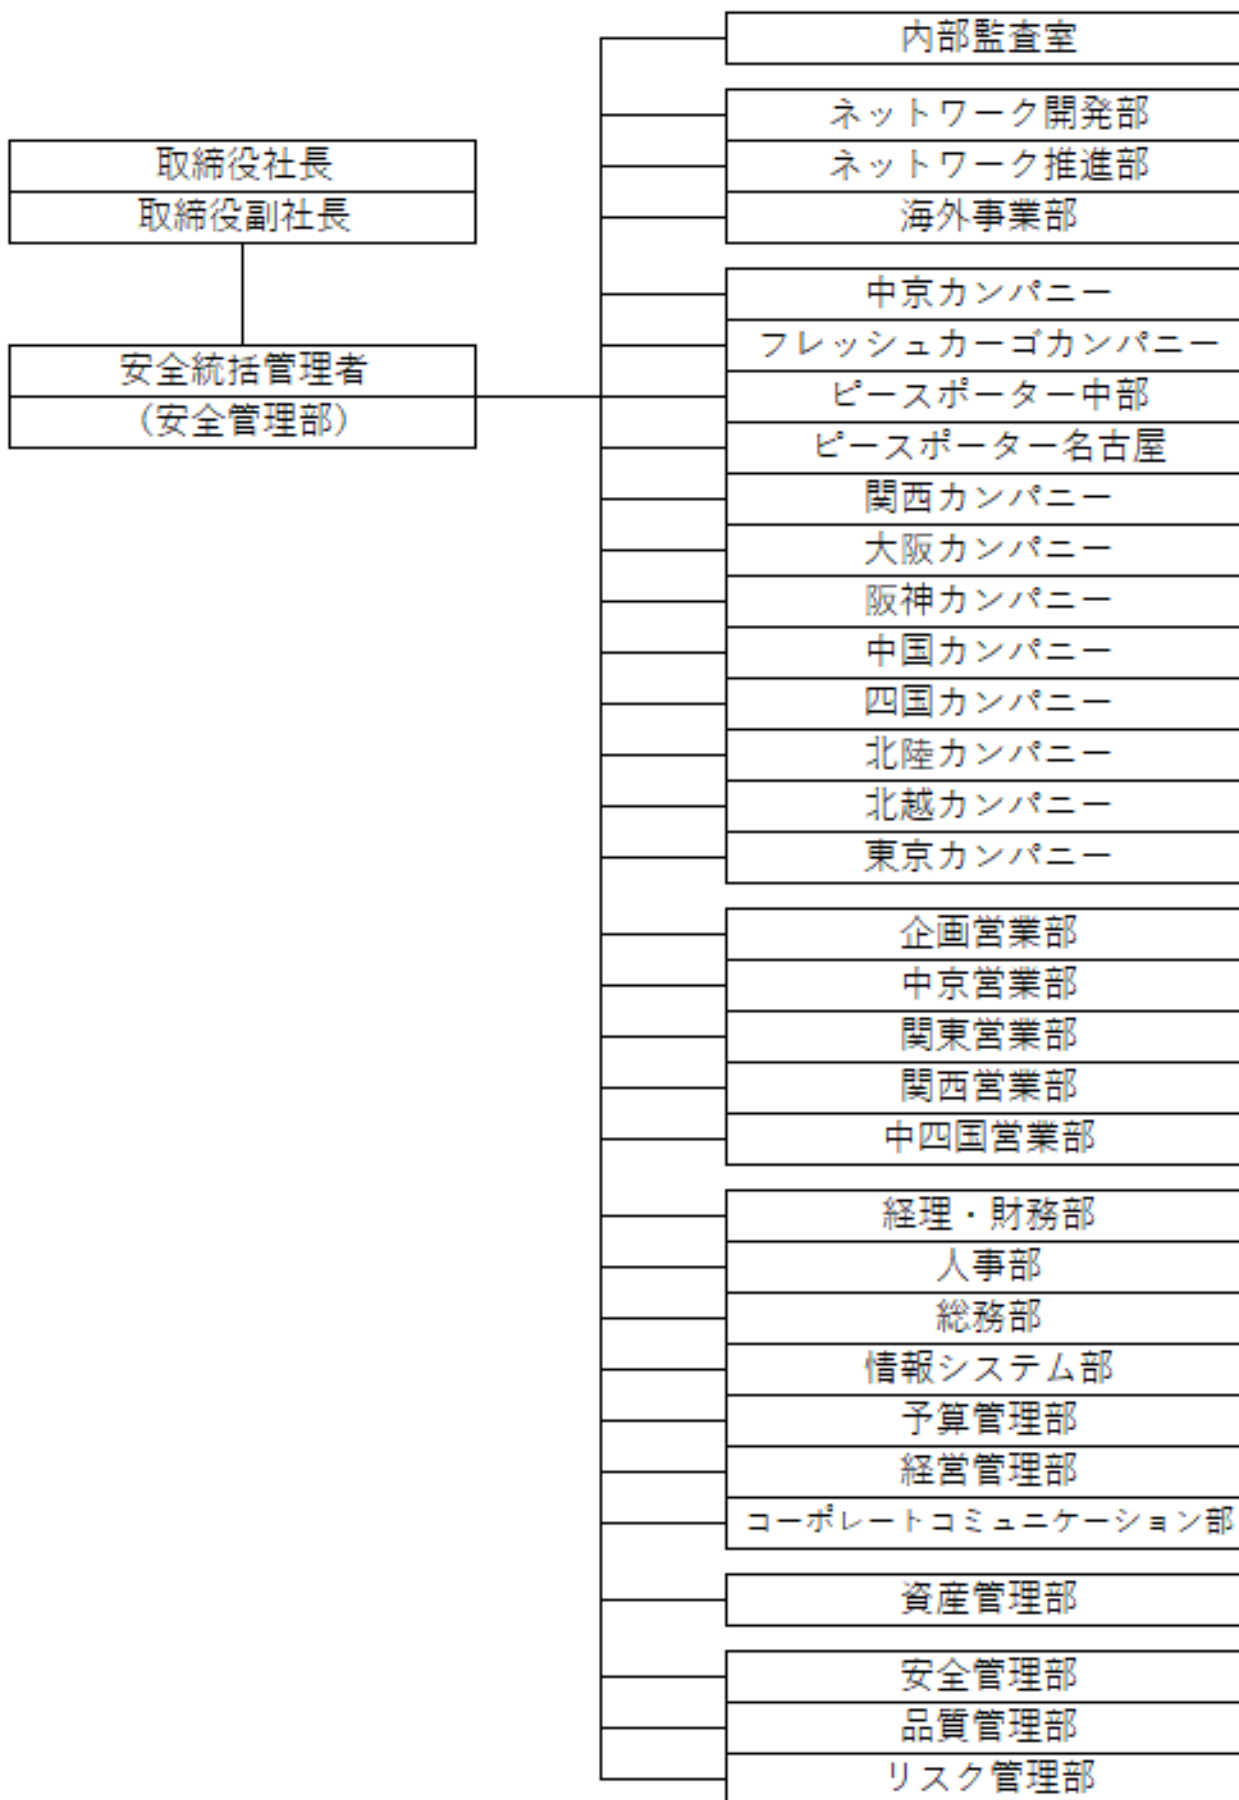 取締役社長
取締役副社長
安全統括管理者
（安全管理部）
内部監査室
ネットワーク開発部
ネットワーク推進部
海外事業部
中京カンパニー
フレッシュカーゴカンパニー
ピースポーター中部
ピースポーター名古屋
関西カンパニー
大阪カンパニー
阪神カンパニー
中国カンパニー
四国カンパニー
北陸カンパニー
北越カンパニー
東京カンパニー
企画営業部
中京営業部
関東営業部
関西営業部
中四国営業部
経理・財務部
人事部
総務部
情報システム部
予算管理部
経営管理部
コーポレートコミュニケーション部
資産管理部
安全管理部
品質管理部
リスク管理部